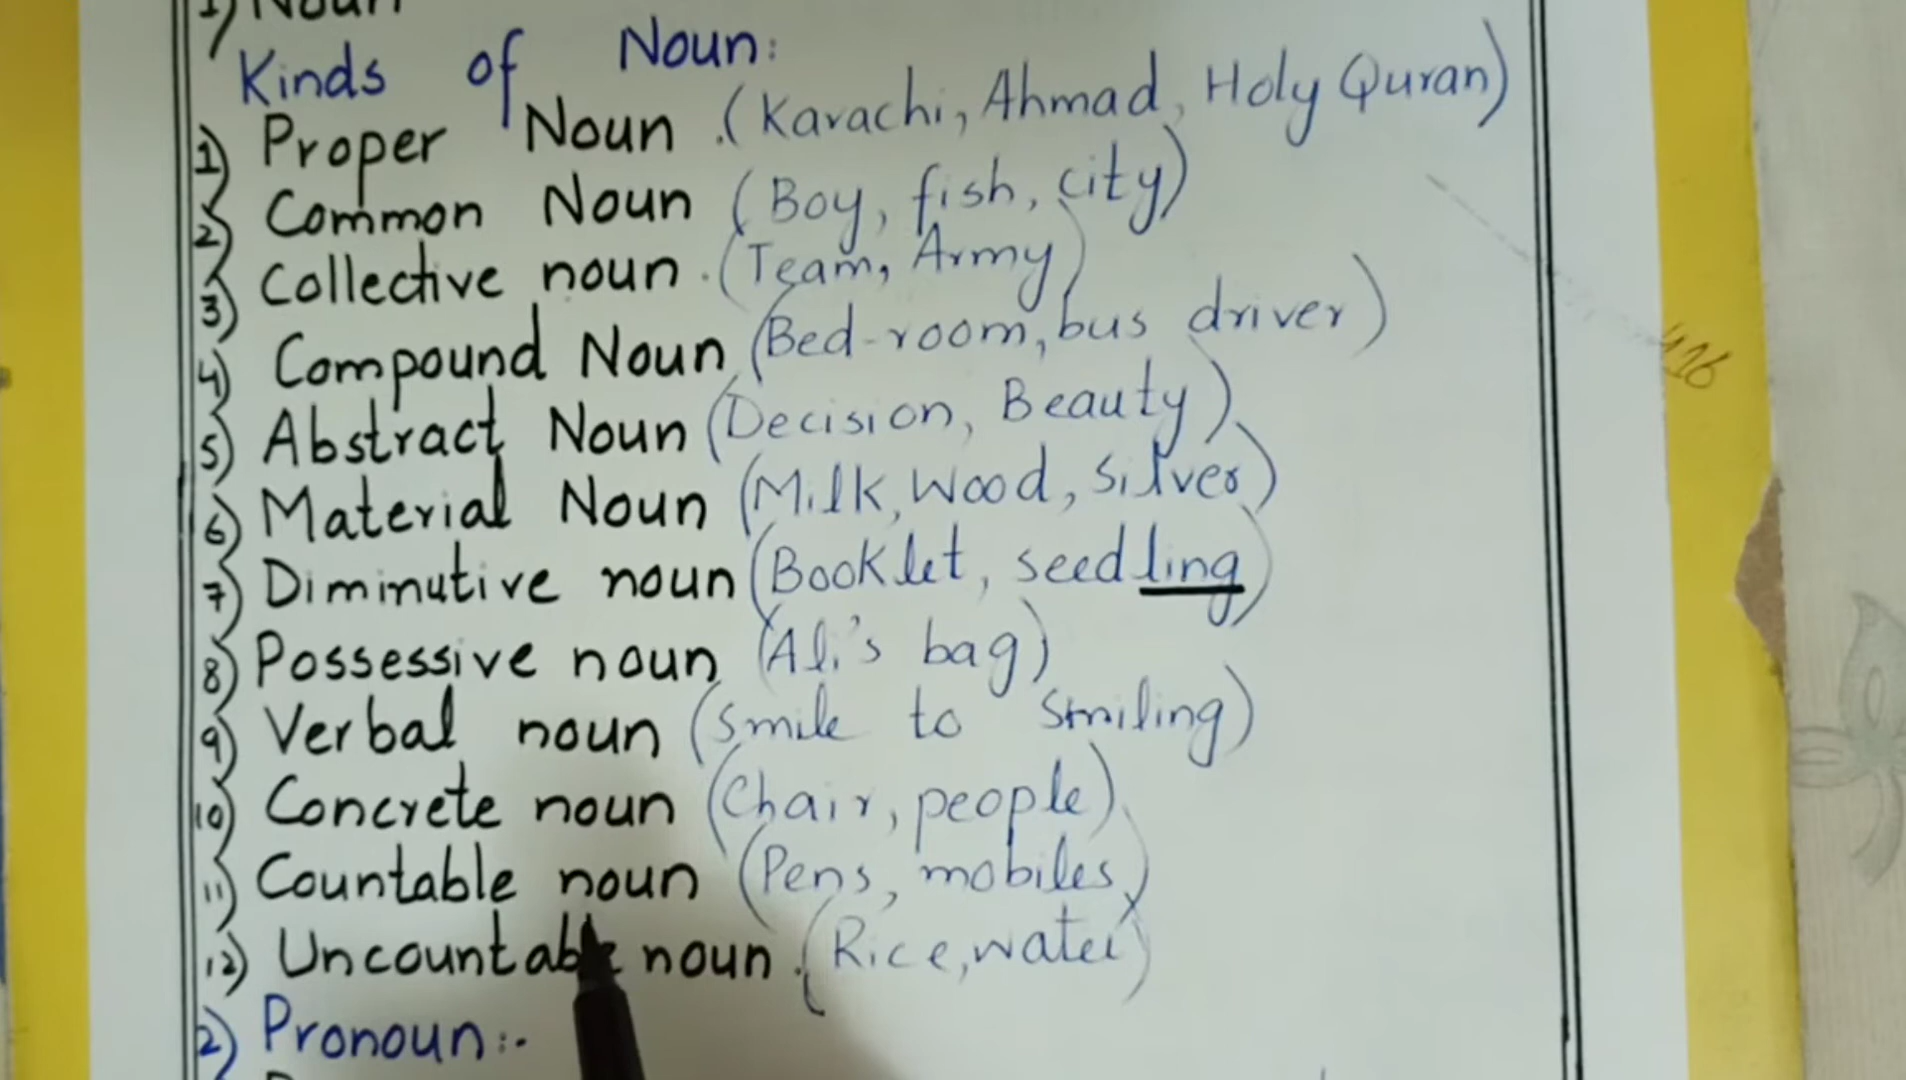 1) Noun
Kinds of Noun:
1) Proper Noun .(Karachi, Ahmad, Holy Quran)
2) Common Noun (Boy, fish, city)
3) Collective noun .(Team, Army)
4) Compound Noun (Bed-room, bus driver)
5) Abstract Noun (Decision, Beauty)
6) Material Noun (Milk, Wood, Silver)
7) Diminutive noun (Booklet, seedling)
8) Possessive noun (Ali's bag)
9) Verbal noun (Smile to Smiling)
10) Concrete noun (Chair, people)
11) Countable noun (Pens, mobiles)
12) Uncountable noun .(Rice, water)
2) Pronoun:-